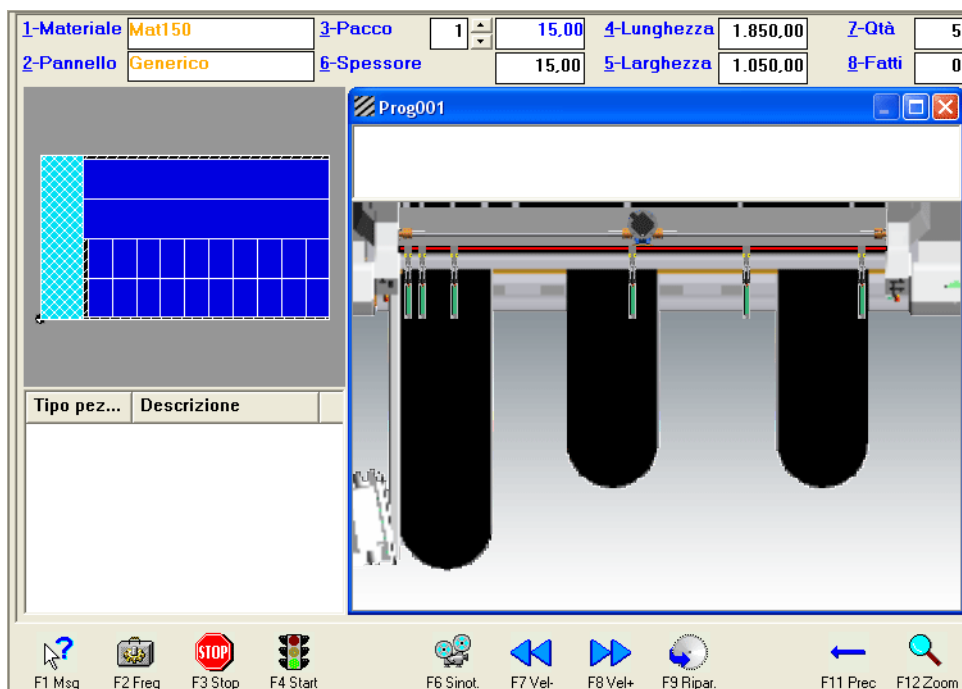 1-Materiale Mat150 3-Pacco 1 15,00 4-Lunghezza 1.850,00 7-Qtà 5
2-Pannello Generico 6-Spessore 15,00 5-Larghezza 1.050,00 8-Fatti 0
Prog001
Tipo pez... Descrizione
STOP
F1 Msg F2 Freq F3 Stop F4 Start F6 Sinot. F7 Vel- F8 Vel+ F9 Ripar. F11 Prec F12 Zoom